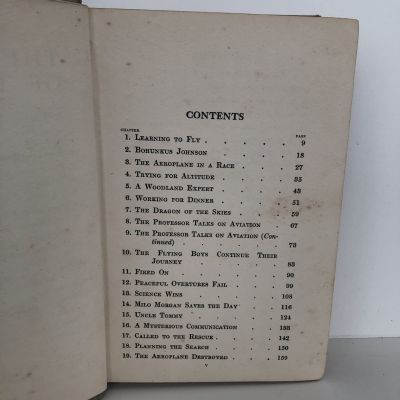 CONTENTS
CHAPTER PAGE
1. LEARNING TO FLY . . . . . 9
2. BOHUNKUS JOHNSON . . . . 18
3. THE AEROPLANE IN A RACE . . . 27
4. TRYING FOR ALTITUDE . . . . 35
5. A WOODLAND EXPERT . . . . 43
6. WORKING FOR DINNER . . . . 51
7. THE DRAGON OF THE SKIES . . . 59
8. THE PROFESSOR TALKS ON AVIATION . 67
9. THE PROFESSOR TALKS ON AVIATION (Con-
tinued) . . . . . . 73
10. THE FLYING BOYS CONTINUE THEIR
JOURNEY . . . . . . 83
11. FIRED ON . . . . . . 90
12. PEACEFUL OVERTURES FAIL . . . 99
13. SCIENCE WINS . . . . . 108
14. MILO MORGAN SAVES THE DAY . . 116
15. UNCLE TOMMY . . . . . 124
16. A MYSTERIOUS COMMUNICATION . . 133
17. CALLED TO THE RESCUE . . . . 142
18. PLANNING THE SEARCH . . . . 150
19. THE AEROPLANE DESTROYED . . . 159
v